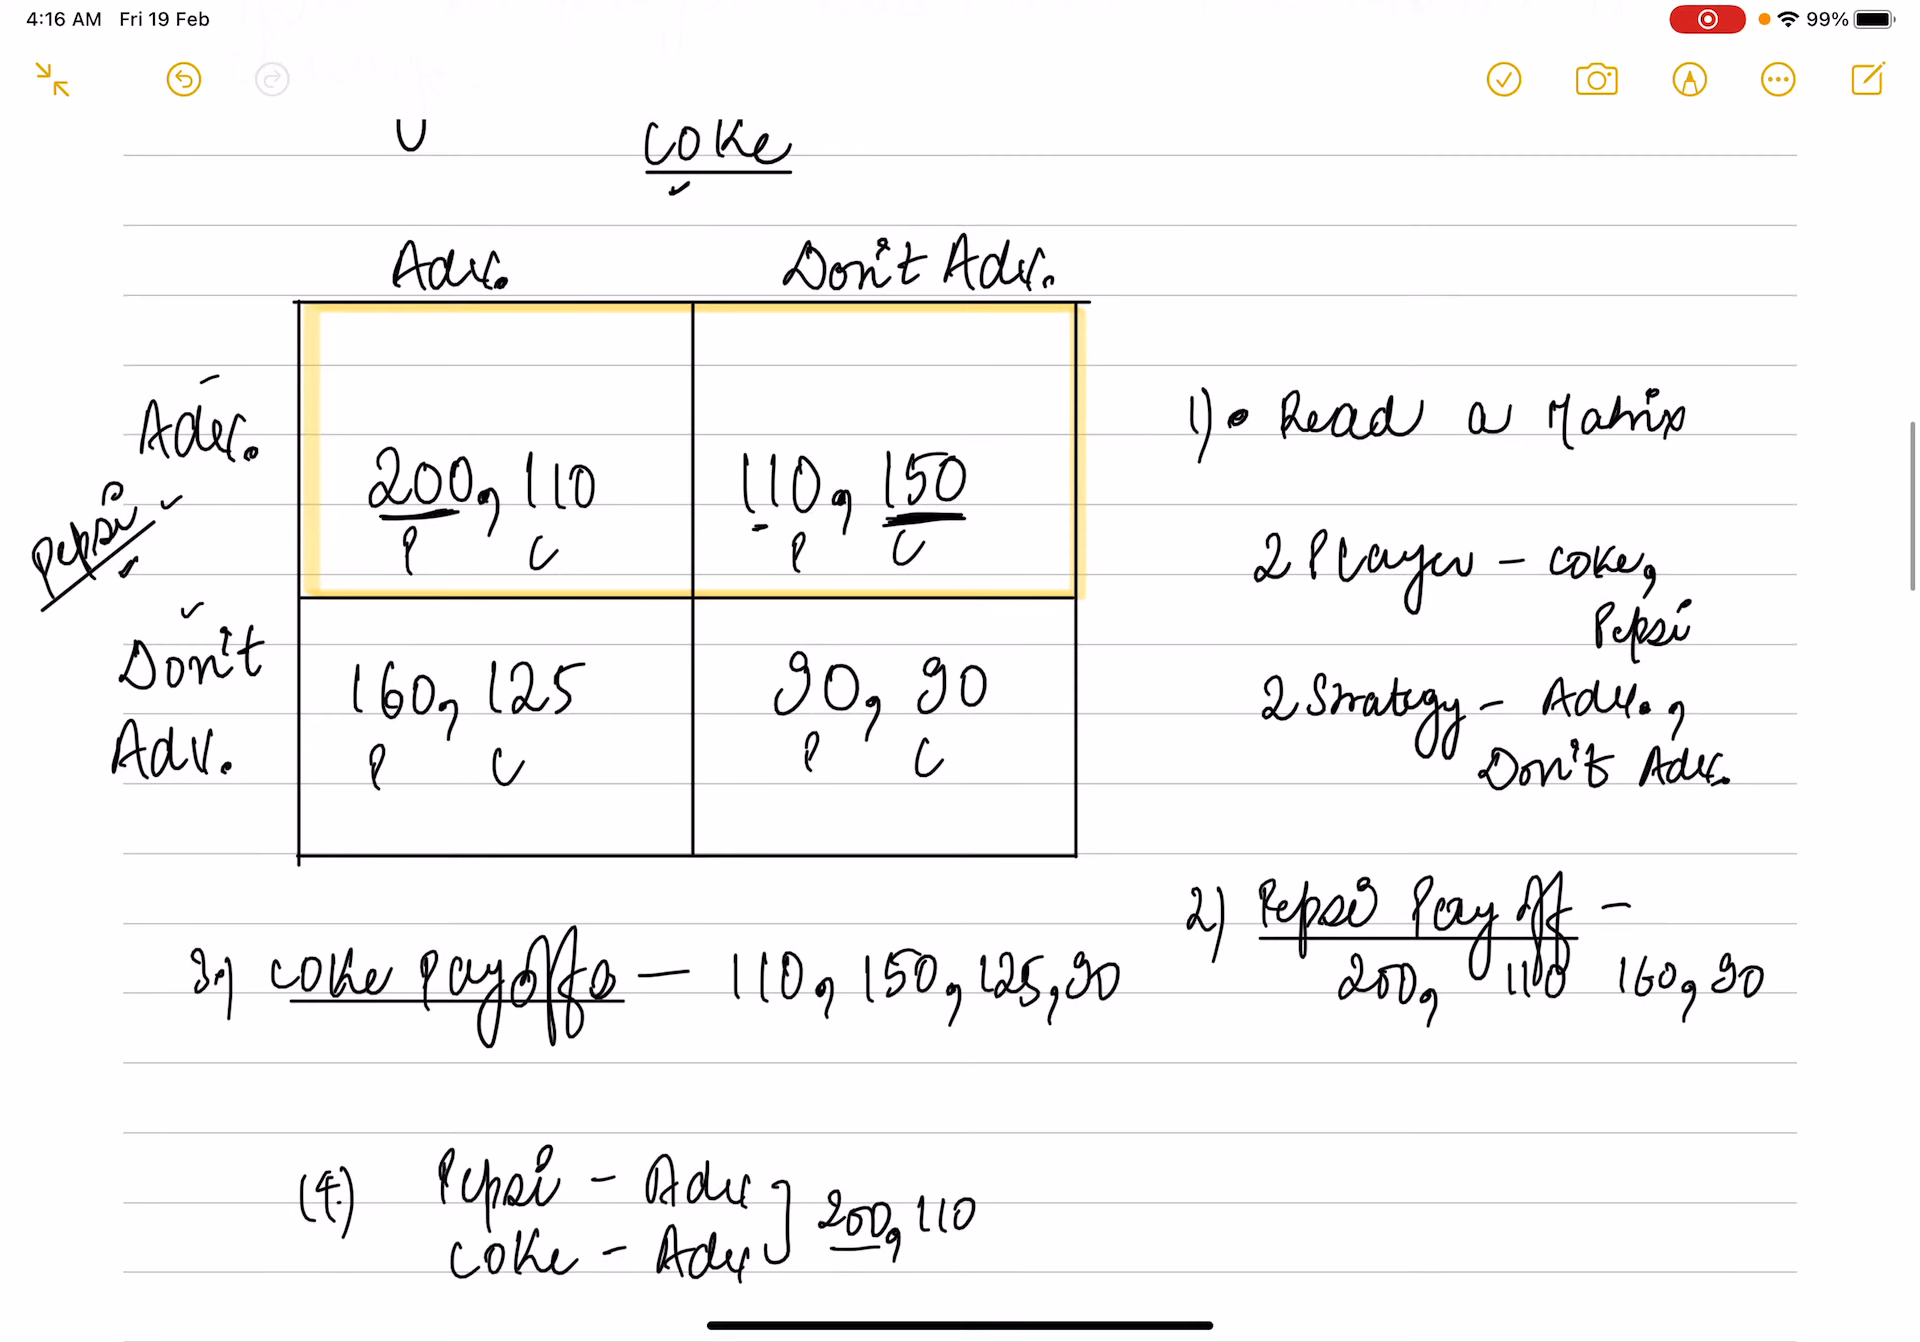 4:16 AM Fri 19 Feb
99%
Coke
Adv. Don't Adv.
Adv.
Pepsi
200, 110
P C
110, 150
P C
1) • Read a Matrix
2 Player - Coke,
Pepsi
2 Strategy - Adv.,
Don't Adv.
Don't
Adv.
160, 125
P C
90, 90
P C
2) Pepsi Pay off -
200, 110 160, 90
3) Coke Payoffs - 110, 150, 125, 90
(4.) Pepsi - Adv
Coke - Adv
200, 110